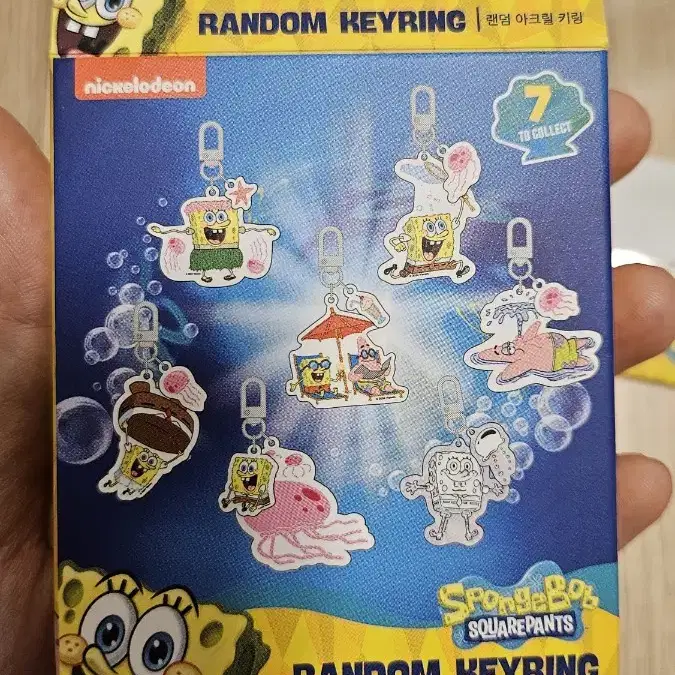 RANDOM KEYRING | 랜덤 아크릴 키링
nickelodeon
7
TO COLLECT
SpongeBob
SQUAREPANTS
RANDOM KEYRING